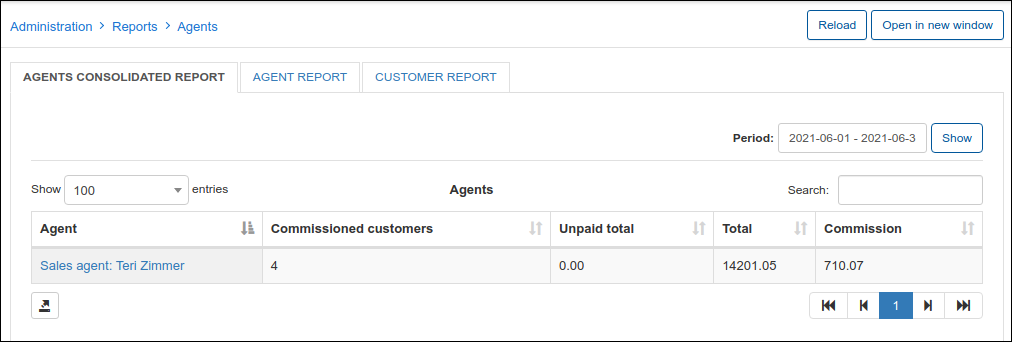 Administration > Reports > Agents
Reload
Open in new window
AGENTS CONSOLIDATED REPORT
AGENT REPORT
CUSTOMER REPORT
Period: 2021-06-01 - 2021-06-3 Show
Show 100 entries
Agents
Search:
Agent Commissioned customers Unpaid total Total Commission
Sales agent: Teri Zimmer 4 0.00 14201.05 710.07
1